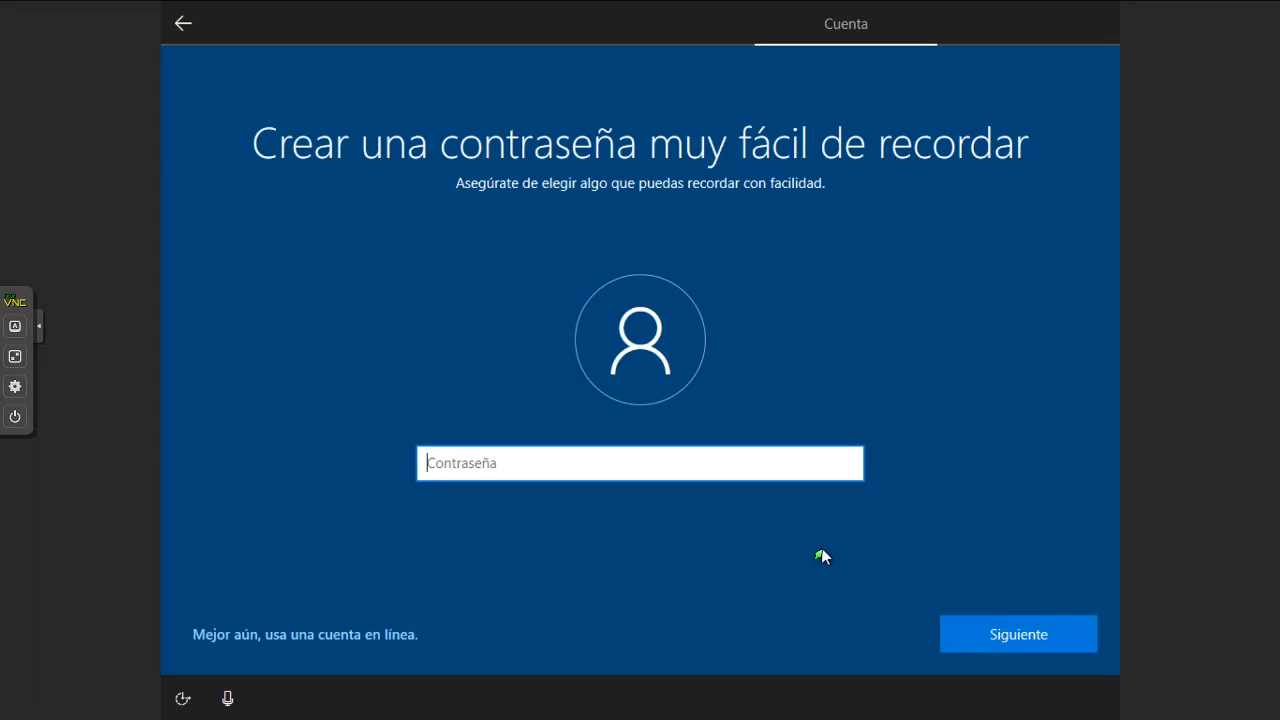 Cuenta
Crear una contraseña muy fácil de recordar
Asegúrate de elegir algo que puedas recordar con facilidad.
VNC
A
Contraseña
Mejor aún, usa una cuenta en línea.
Siguiente